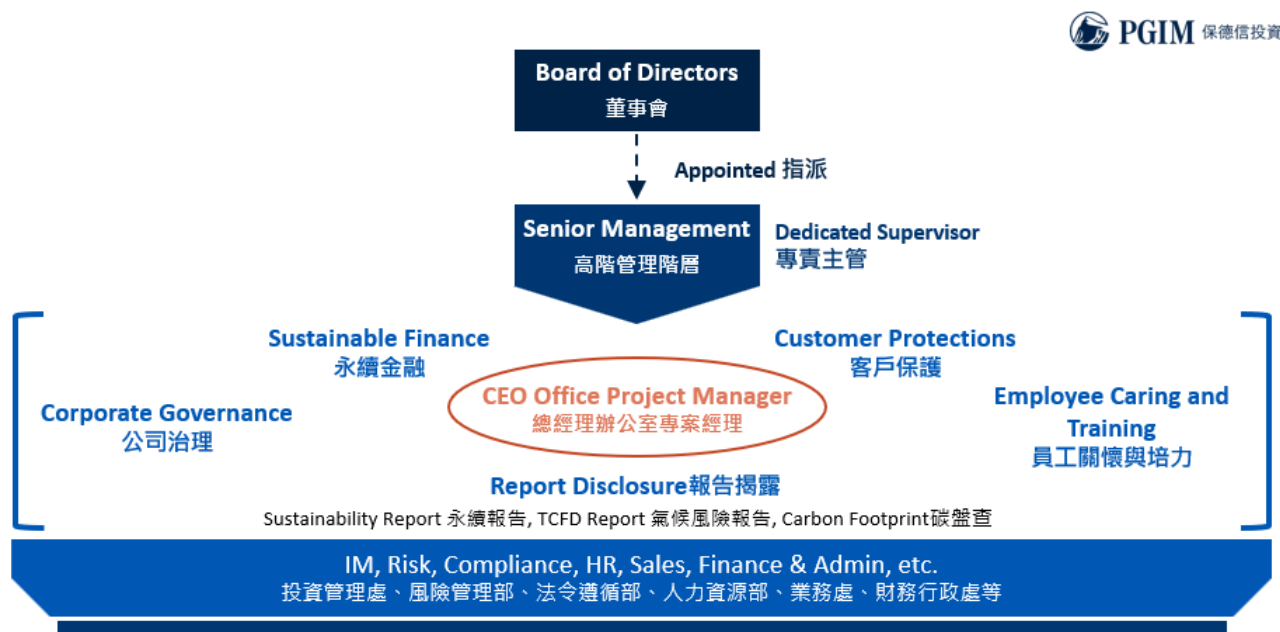 PGIM 保德信投資
Board of Directors
董事會
Appointed 指派
Senior Management
高階管理階層
Dedicated Supervisor
專責主管
Sustainable Finance
永續金融
Customer Protections
客戶保護
CEO Office Project Manager
總經理辦公室專案經理
Corporate Governance
公司治理
Employee Caring and
Training
員工關懷與培力
Report Disclosure報告揭露
Sustainability Report 永續報告, TCFD Report 氣候風險報告, Carbon Footprint碳盤查
IM, Risk, Compliance, HR, Sales, Finance & Admin, etc.
投資管理處、風險管理部、法令遵循部、人力資源部、業務處、財務行政處等